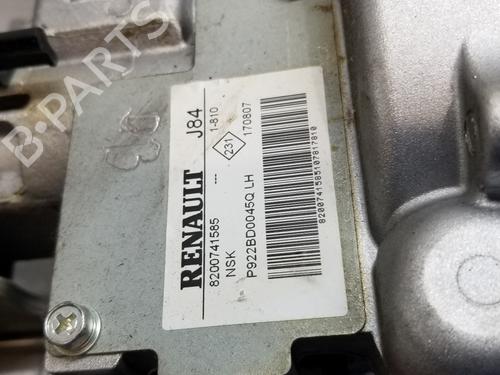 B-PARTS
RENAULT J84
8200741585 --- 1-810
NSK 231 170807
P922BD0045Q LH
8200741585107817810